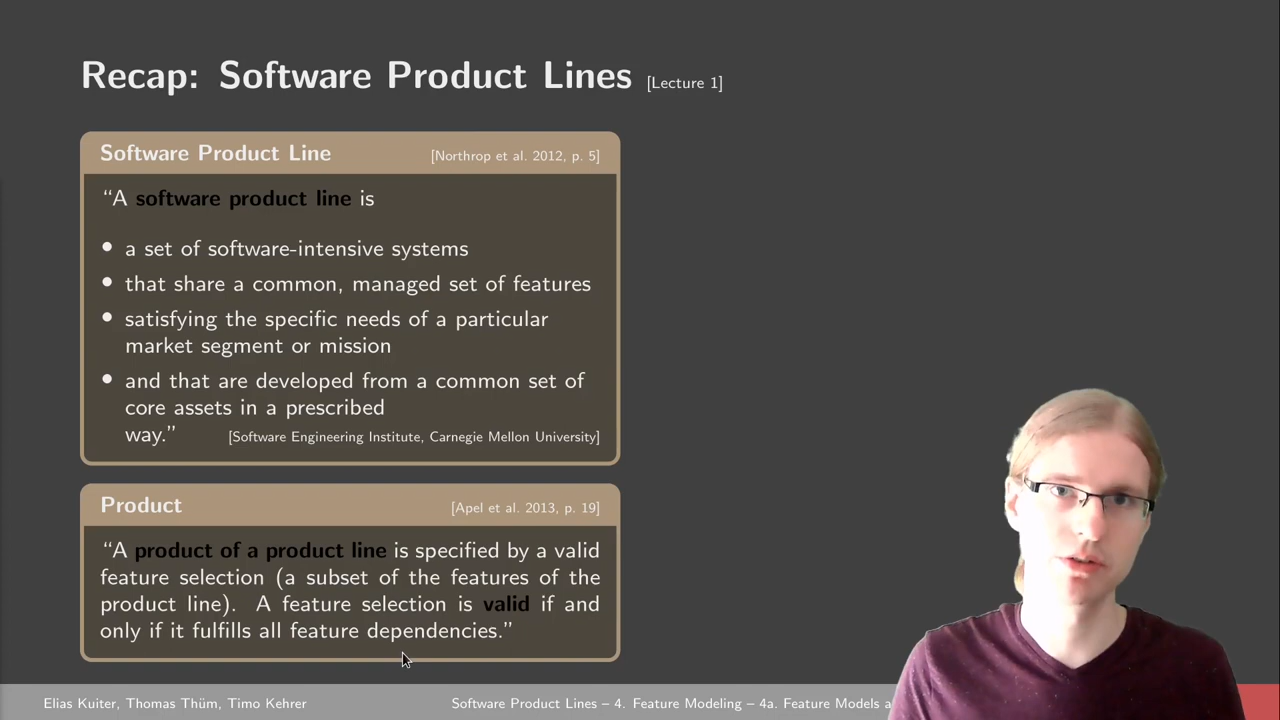 Recap: Software Product Lines [Lecture 1]
Software Product Line [Northrop et al. 2012, p. 5]
“A software product line is
• a set of software-intensive systems
• that share a common, managed set of features
• satisfying the specific needs of a particular
market segment or mission
• and that are developed from a common set of
core assets in a prescribed
way.” [Software Engineering Institute, Carnegie Mellon University]
Product [Apel et al. 2013, p. 19]
“A product of a product line is specified by a valid
feature selection (a subset of the features of the
product line). A feature selection is valid if and
only if it fulfills all feature dependencies.”
Elias Kuiter, Thomas Thüm, Timo Kehrer Software Product Lines – 4. Feature Modeling – 4a. Feature Models a